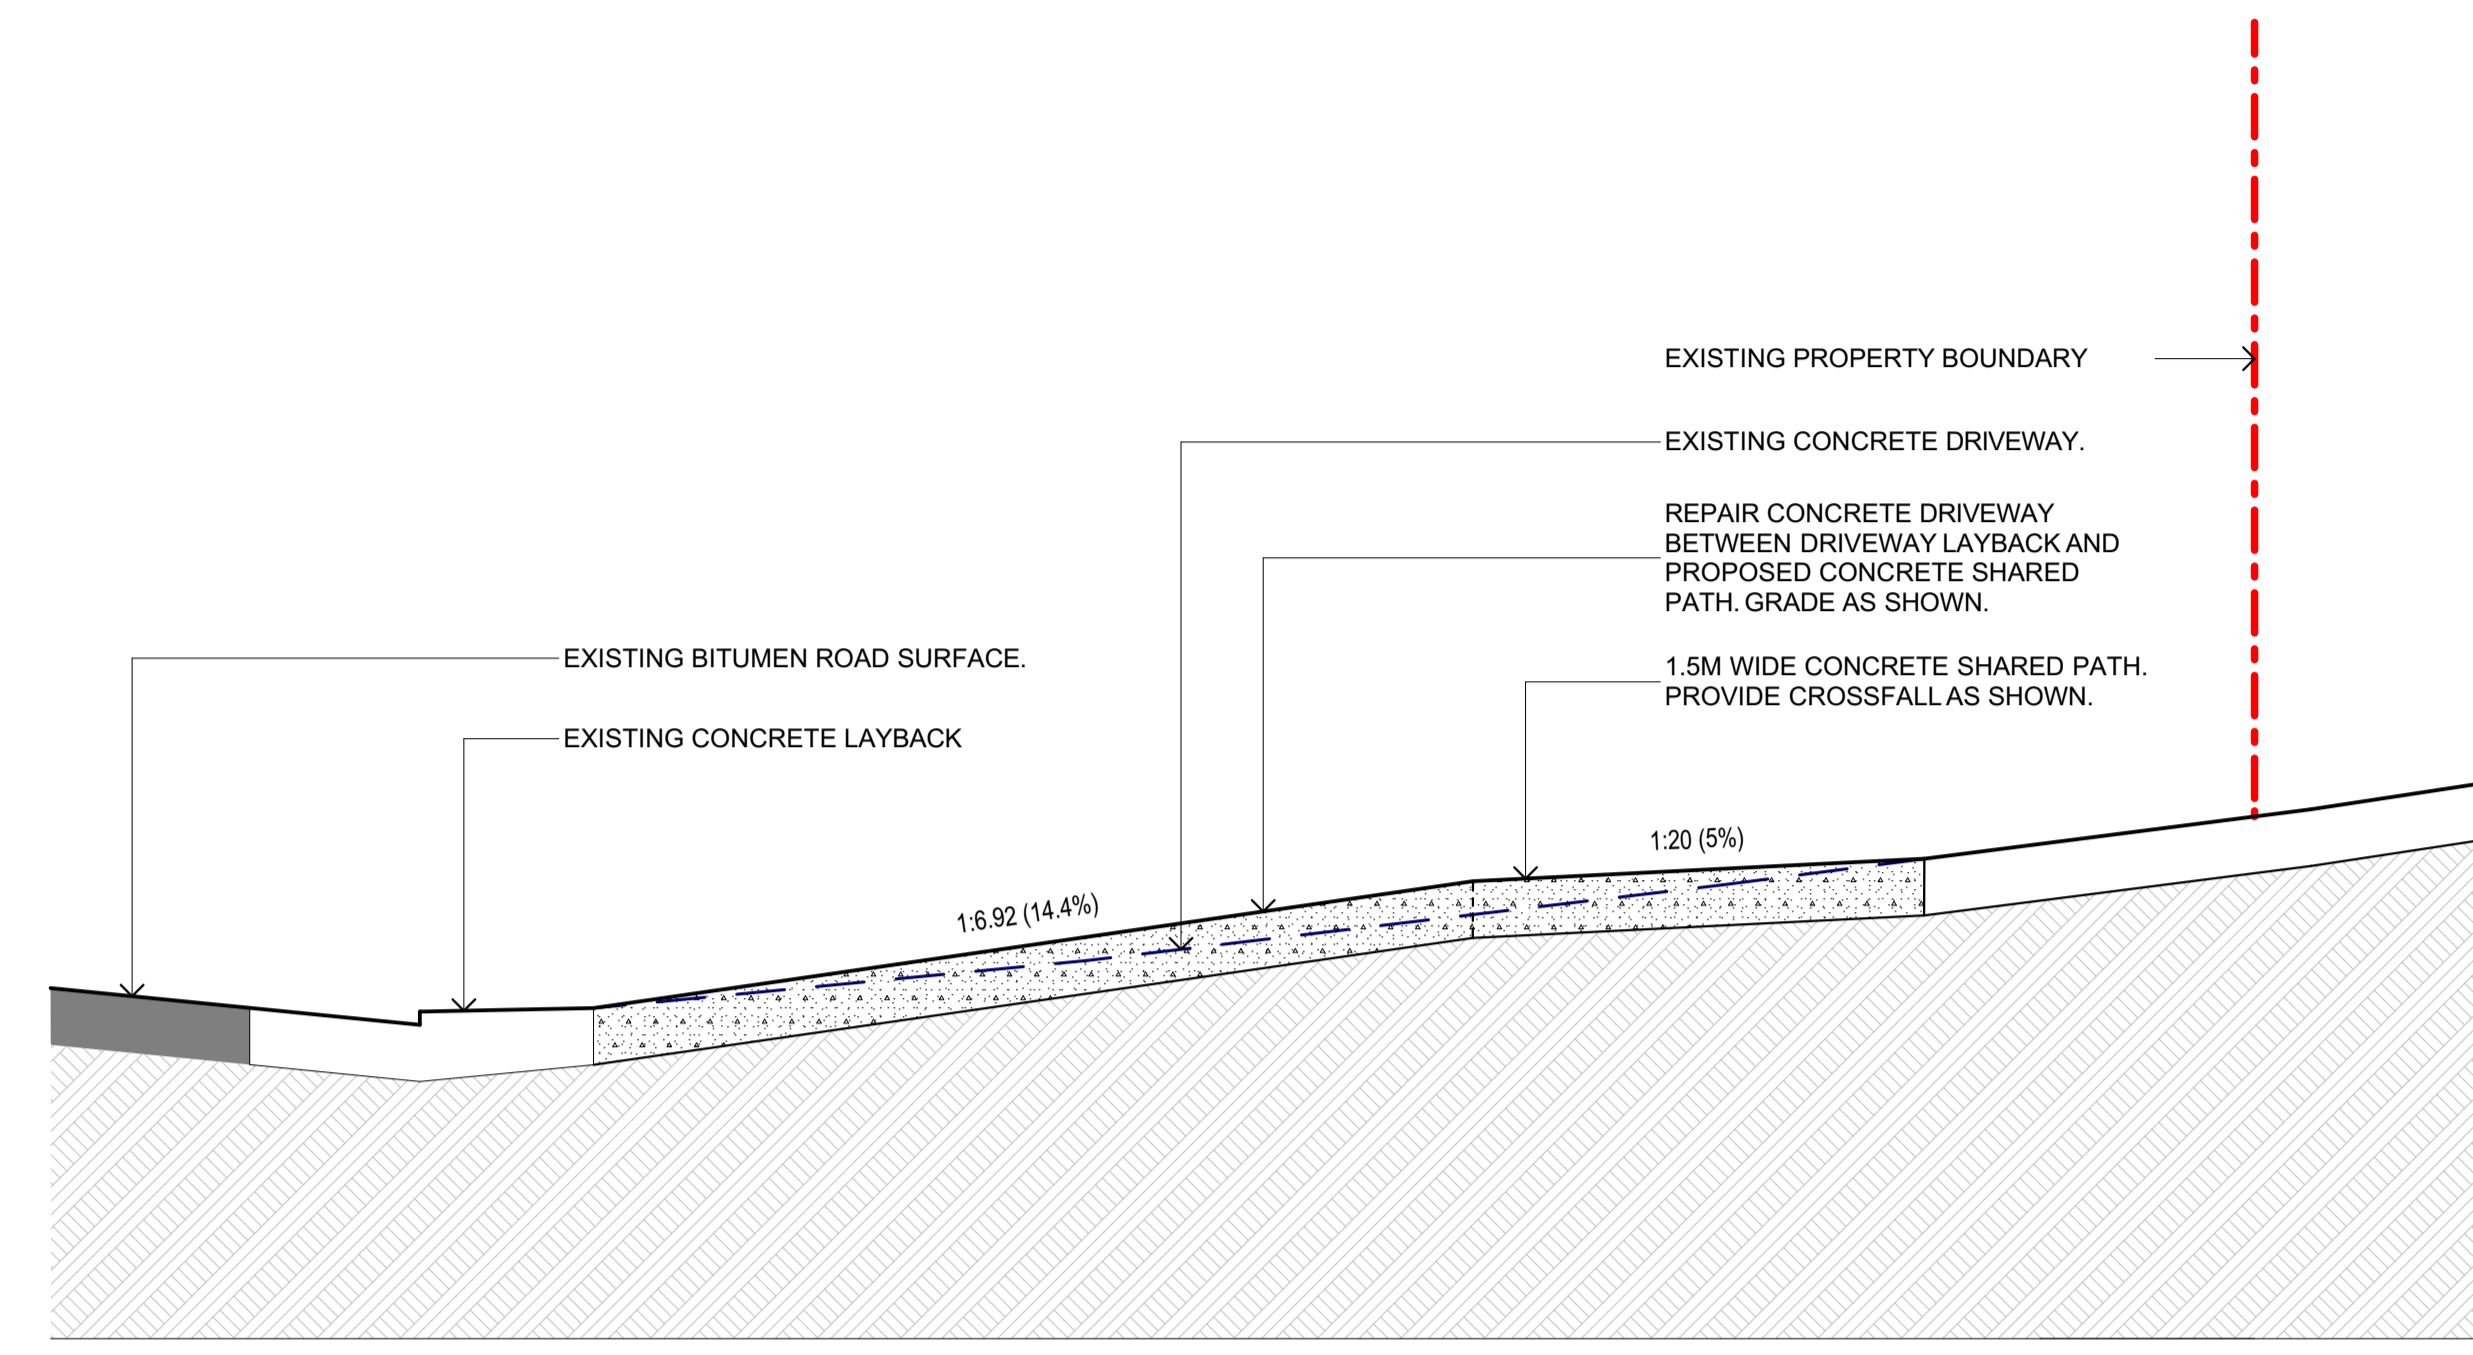 EXISTING PROPERTY BOUNDARY
EXISTING CONCRETE DRIVEWAY.
REPAIR CONCRETE DRIVEWAY
BETWEEN DRIVEWAY LAYBACK AND
PROPOSED CONCRETE SHARED
PATH. GRADE AS SHOWN.
EXISTING BITUMEN ROAD SURFACE.
1.5M WIDE CONCRETE SHARED PATH.
PROVIDE CROSSFALL AS SHOWN.
EXISTING CONCRETE LAYBACK
1:20 (5%)
1:6.92 (14.4%)